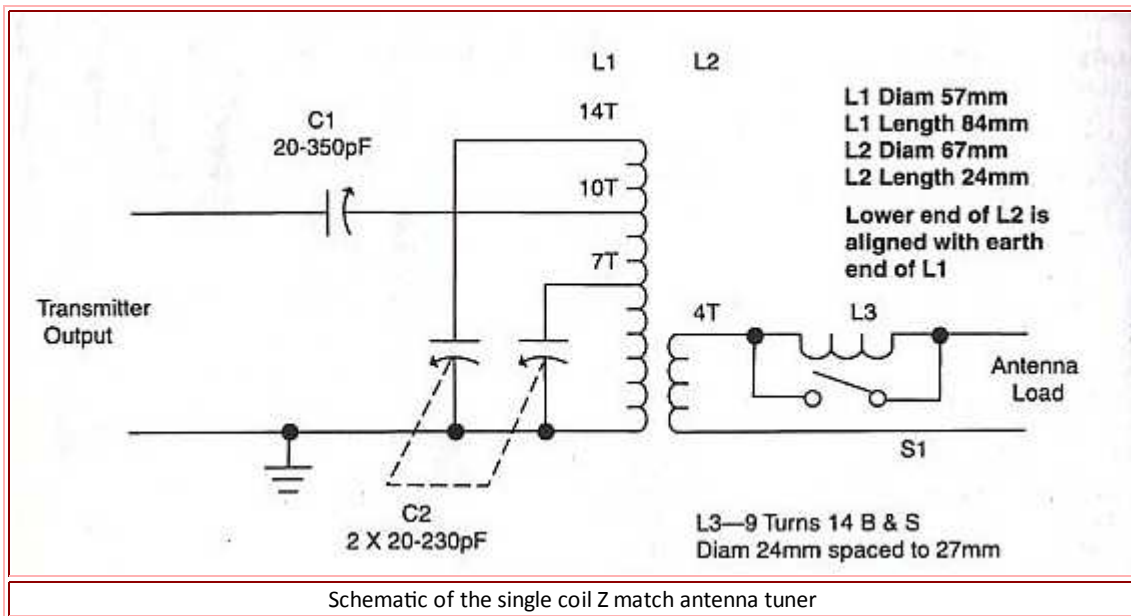 L1 L2
14T
C1
20-350pF
10T
7T
L1 Diam 57mm
L1 Length 84mm
L2 Diam 67mm
L2 Length 24mm
Lower end of L2 is
aligned with earth
end of L1
Transmitter
Output
4T
L3
Antenna
Load
S1
C2
2 X 20-230pF
L3—9 Turns 14 B & S
Diam 24mm spaced to 27mm
Schematic of the single coil Z match antenna tuner